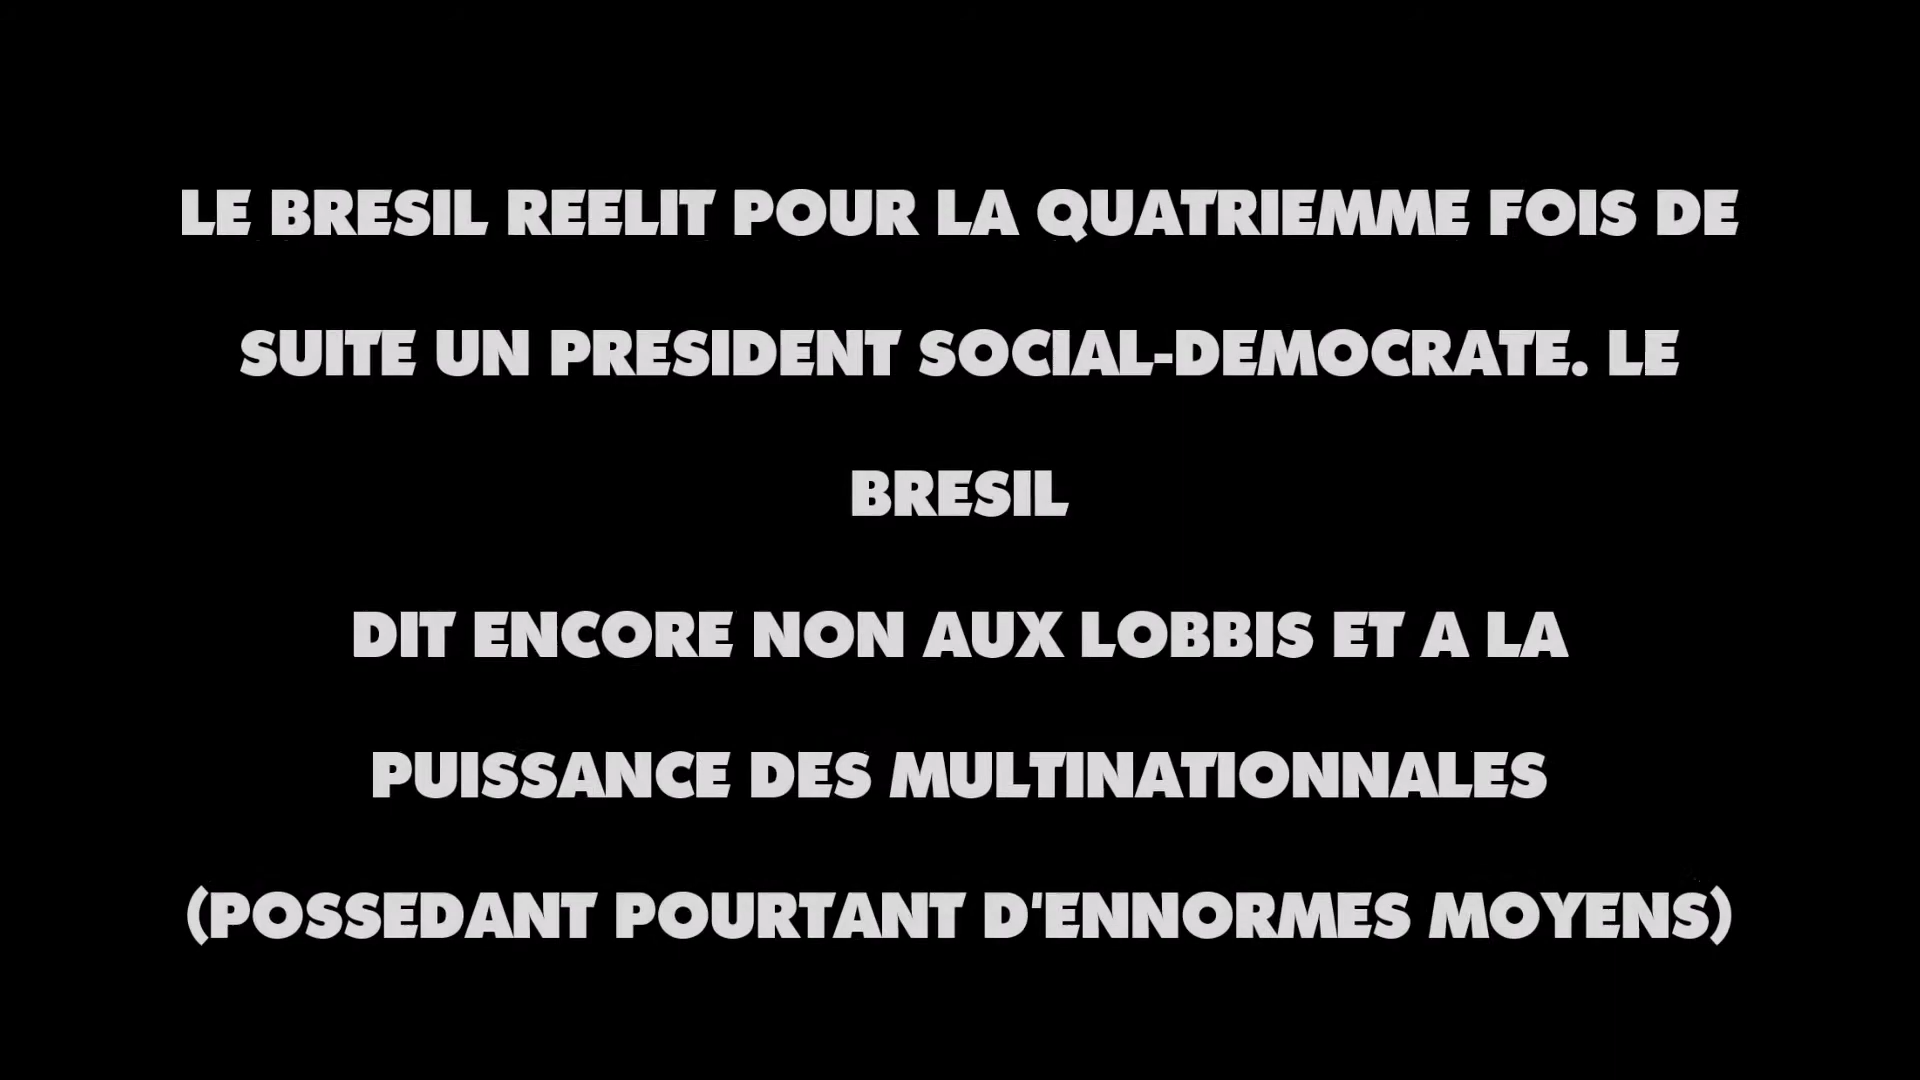 LE BRESIL REELIT POUR LA QUATRIEMME FOIS DE
SUITE UN PRESIDENT SOCIAL-DEMOCRATE. LE
BRESIL
DIT ENCORE NON AUX LOBBIS ET A LA
PUISSANCE DES MULTINATIONNALES
(POSSEDANT POURTANT D'ENNORMES MOYENS)